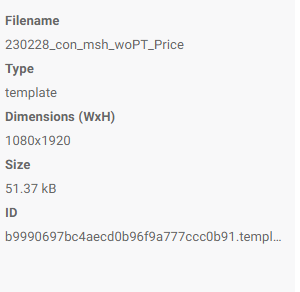 Filename
230228_con_msh_woPT_Price
Type
template
Dimensions (WxH)
1080x1920
Size
51.37 kB
ID
b9990697bc4aecd0b96f9a777ccc0b91.templ...